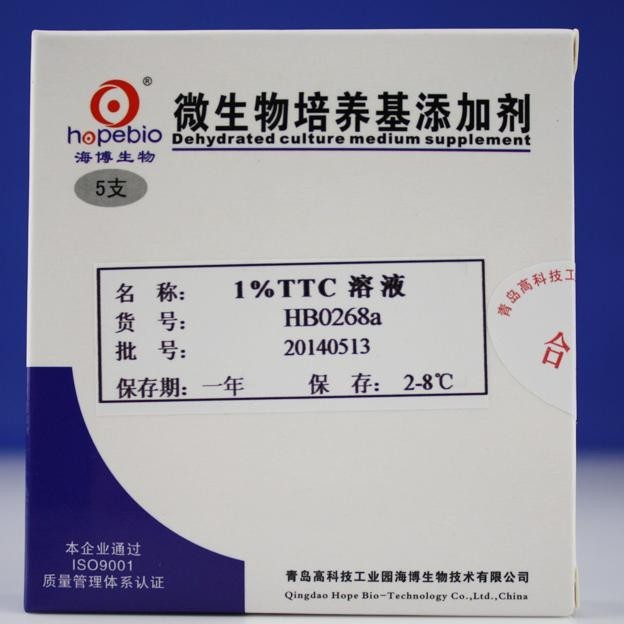 ®
hopebio
海博生物
5支
微生物培养基添加剂
Dehydrated culture medium supplement
名 称: 1%TTC 溶液
货 号: HB0268a
批 号: 20140513
保存期: 一年 保 存: 2-8℃
青岛高科技工
合
本企业通过
ISO9001
质量管理体系认证
青岛高科技工业园海博生物技术有限公司
Qingdao Hope Bio-Technology Co.,Ltd.,China